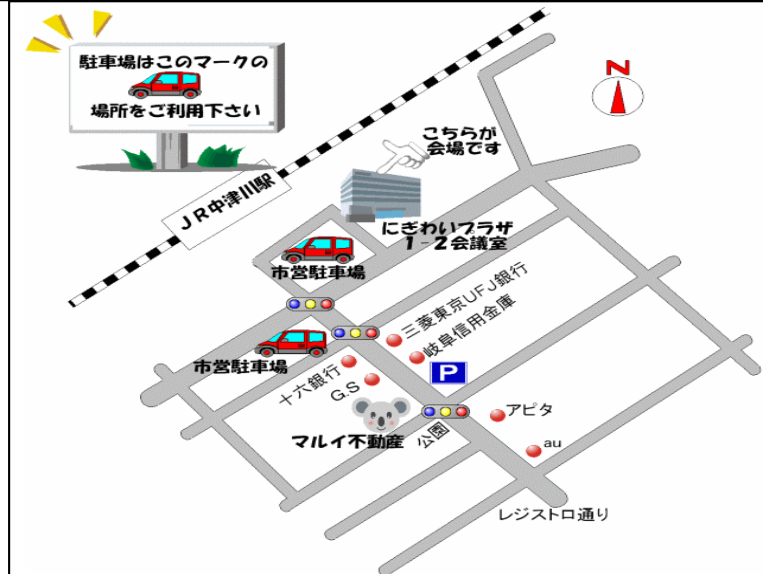 駐車場はこのマークの
場所をご利用下さい
N
こちらが
会場です
JR中津川駅
にぎわいプラザ
1-2会議室
市営駐車場
市営駐車場
三菱東京UFJ銀行
岐阜信用金庫
十六銀行
G.S
P
マルイ不動産
公園
アピタ
au
レジストロ通り